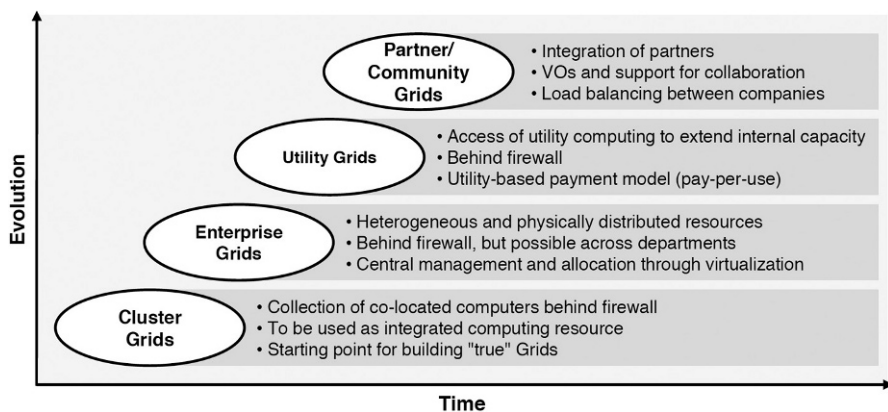 Evolution
Partner/
Community
Grids
• Integration of partners
• VOs and support for collaboration
• Load balancing between companies
Utility Grids
• Access of utility computing to extend internal capacity
• Behind firewall
• Utility-based payment model (pay-per-use)
Enterprise
Grids
• Heterogeneous and physically distributed resources
• Behind firewall, but possible across departments
• Central management and allocation through virtualization
Cluster
Grids
• Collection of co-located computers behind firewall
• To be used as integrated computing resource
• Starting point for building "true" Grids
Time